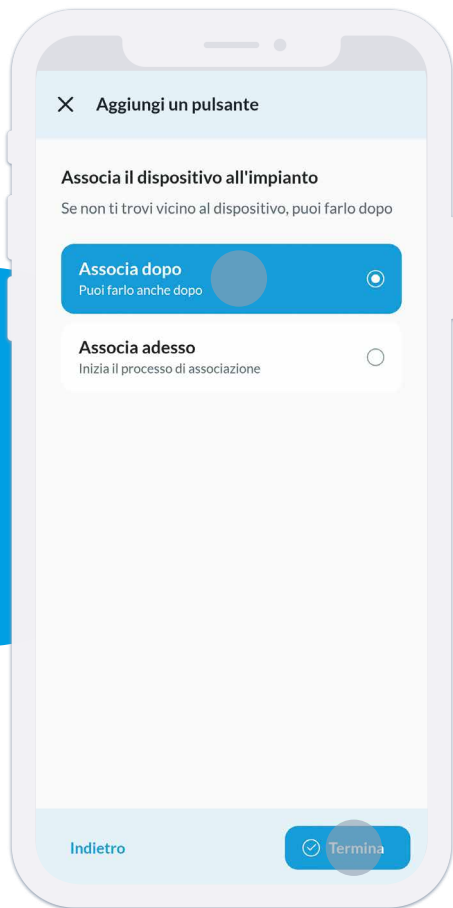 Aggiungi un pulsante
Associa il dispositivo all'impianto
Se non ti trovi vicino al dispositivo, puoi farlo dopo
Associa dopo
Puoi farlo anche dopo
Associa adesso
Inizia il processo di associazione
Indietro
Termina